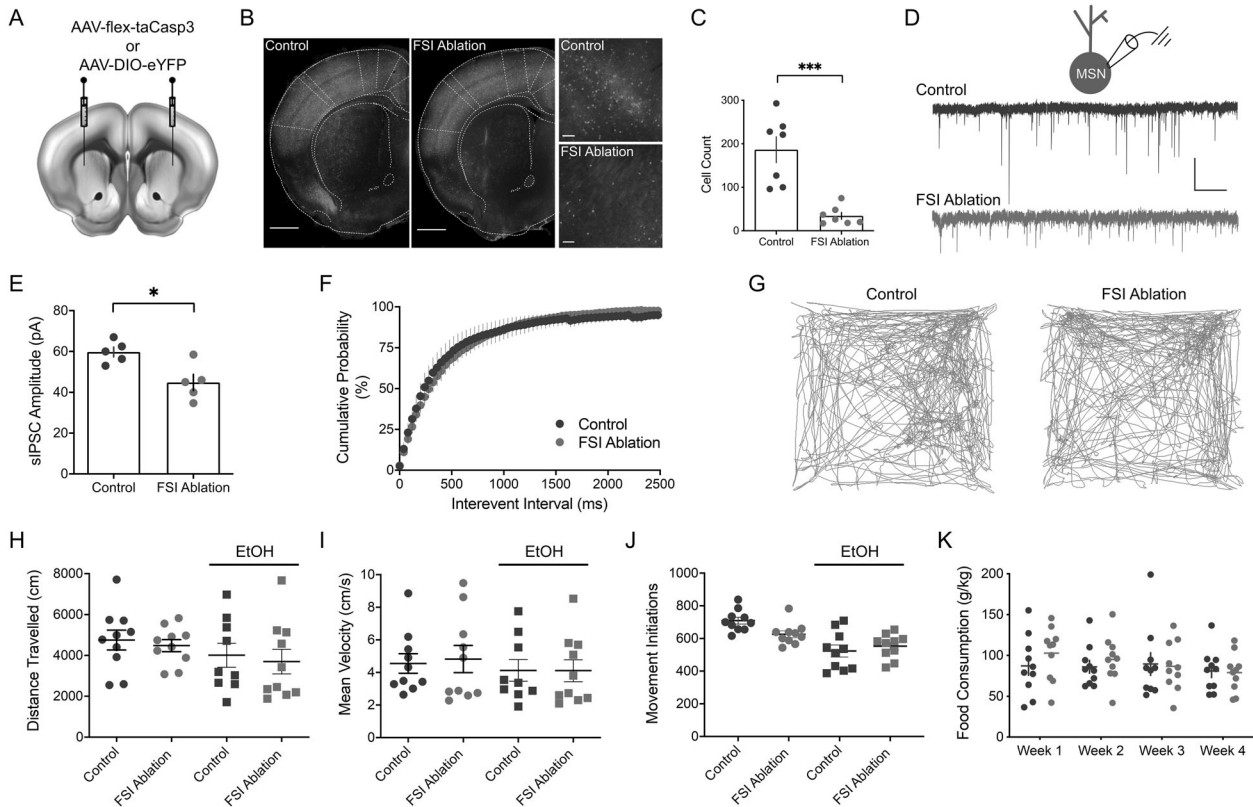 A
AAV-flex-taCasp3
or
AAV-DIO-eYFP
B
Control
FSI Ablation
Control
FSI Ablation
C
***
Cell Count
300
200
100
0
Control
FSI Ablation
D
MSN
Control
FSI Ablation
E
*
sIPSC Amplitude (pA)
80
60
40
20
0
Control
FSI Ablation
F
Cumulative Probability
(%)
100
75
50
25
0
0
500
1000
1500
2000
2500
Interevent Interval (ms)
Control
FSI Ablation
G
Control
FSI Ablation
H
EtOH
Distance Travelled (cm)
8000
6000
4000
2000
0
Control
FSI Ablation
Control
FSI Ablation
I
EtOH
Mean Velocity (cm/s)
10
8
6
4
2
0
Control
FSI Ablation
Control
FSI Ablation
J
EtOH
Movement Initiations
1000
800
600
400
200
0
Control
FSI Ablation
Control
FSI Ablation
K
Food Consumption (g/kg)
200
150
100
50
0
Week 1
Week 2
Week 3
Week 4